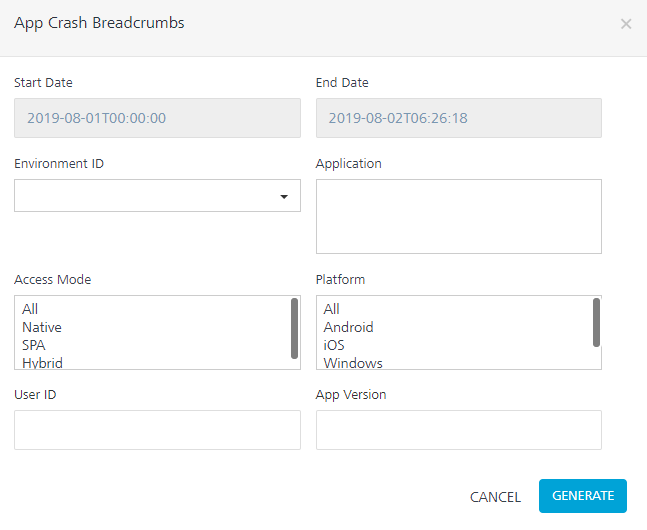 App Crash Breadcrumbs
Start Date
End Date
2019-08-01T00:00:00
2019-08-02T06:26:18
Environment ID
Application
Access Mode
Platform
All
Native
SPA
Hybrid
All
Android
iOS
Windows
User ID
App Version
CANCEL
GENERATE